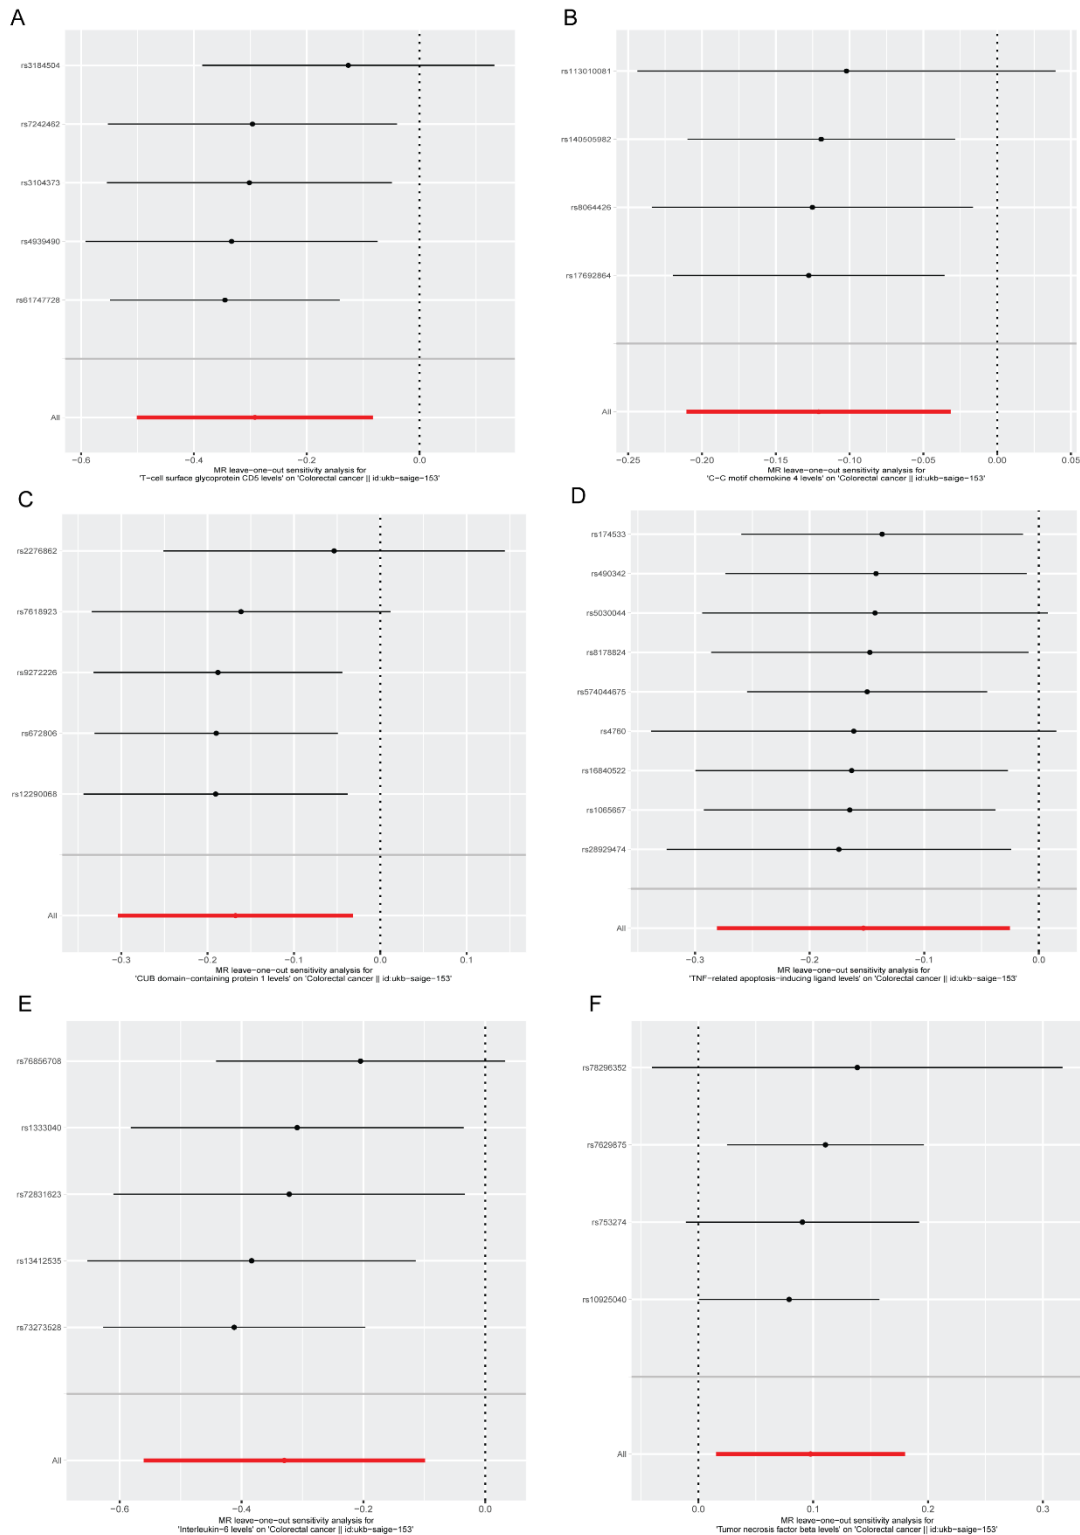 A
rs3184504
rs7242462
rs3104373
rs4939490
rs61747728
All
−0.6 −0.4 −0.2 0.0
MR leave−one−out sensitivity analysis for
'T−cell surface glycoprotein CD5 levels' on 'Colorectal cancer || id:ukb−saige−153'
B
rs113010081
rs140505982
rs8064426
rs17692864
All
−0.25 −0.20 −0.15 −0.10 −0.05 0.00 0.05
MR leave−one−out sensitivity analysis for
'C−C motif chemokine 4 levels' on 'Colorectal cancer || id:ukb−saige−153'
C
rs2276862
rs7618923
rs9272226
rs672806
rs12290068
All
−0.3 −0.2 −0.1 0.0 0.1
MR leave−one−out sensitivity analysis for
'CUB domain−containing protein 1 levels' on 'Colorectal cancer || id:ukb−saige−153'
D
rs174533
rs490342
rs5030044
rs8178824
rs574044675
rs4760
rs16840522
rs1065657
rs28929474
All
−0.3 −0.2 −0.1 0.0
MR leave−one−out sensitivity analysis for
'TNF−related apoptosis−inducing ligand levels' on 'Colorectal cancer || id:ukb−saige−153'
E
rs76856708
rs1333040
rs72831623
rs13412535
rs73273528
All
−0.6 −0.4 −0.2 0.0
MR leave−one−out sensitivity analysis for
'Interleukin−6 levels' on 'Colorectal cancer || id:ukb−saige−153'
F
rs78296352
rs7629875
rs753274
rs10925040
All
0.0 0.1 0.2 0.3
MR leave−one−out sensitivity analysis for
'Tumor necrosis factor beta levels' on 'Colorectal cancer || id:ukb−saige−153'